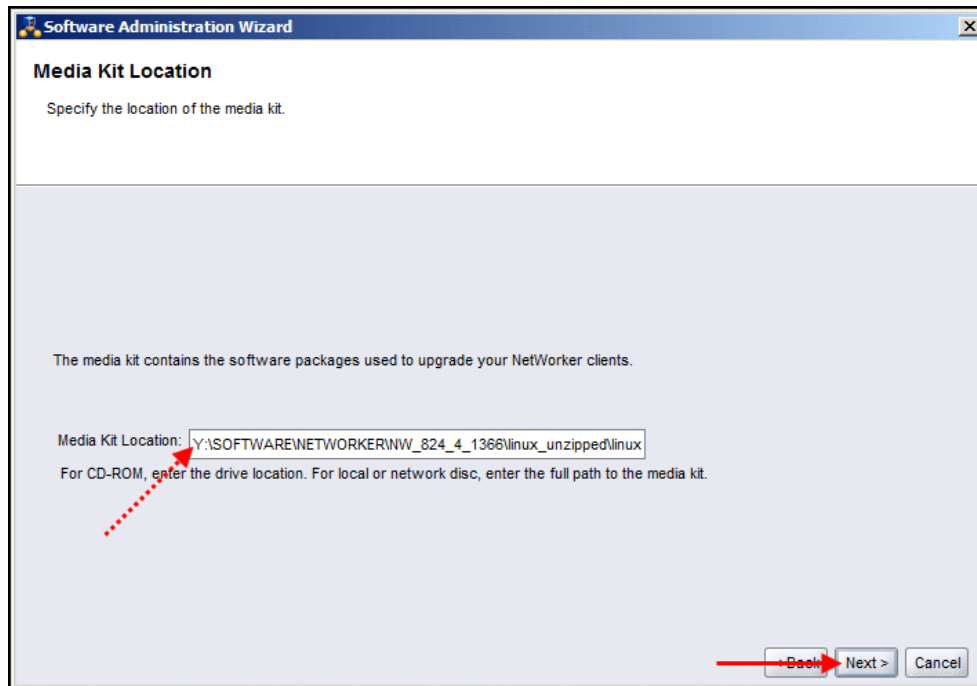 Software Administration Wizard
Media Kit Location
Specify the location of the media kit.
The media kit contains the software packages used to upgrade your NetWorker clients.
Media Kit Location: Y:\SOFTWARE\NETWORKER\NW_824_4_1366\linux_unzipped\linux
For CD-ROM, enter the drive location. For local or network disc, enter the full path to the media kit.
< Back Next > Cancel